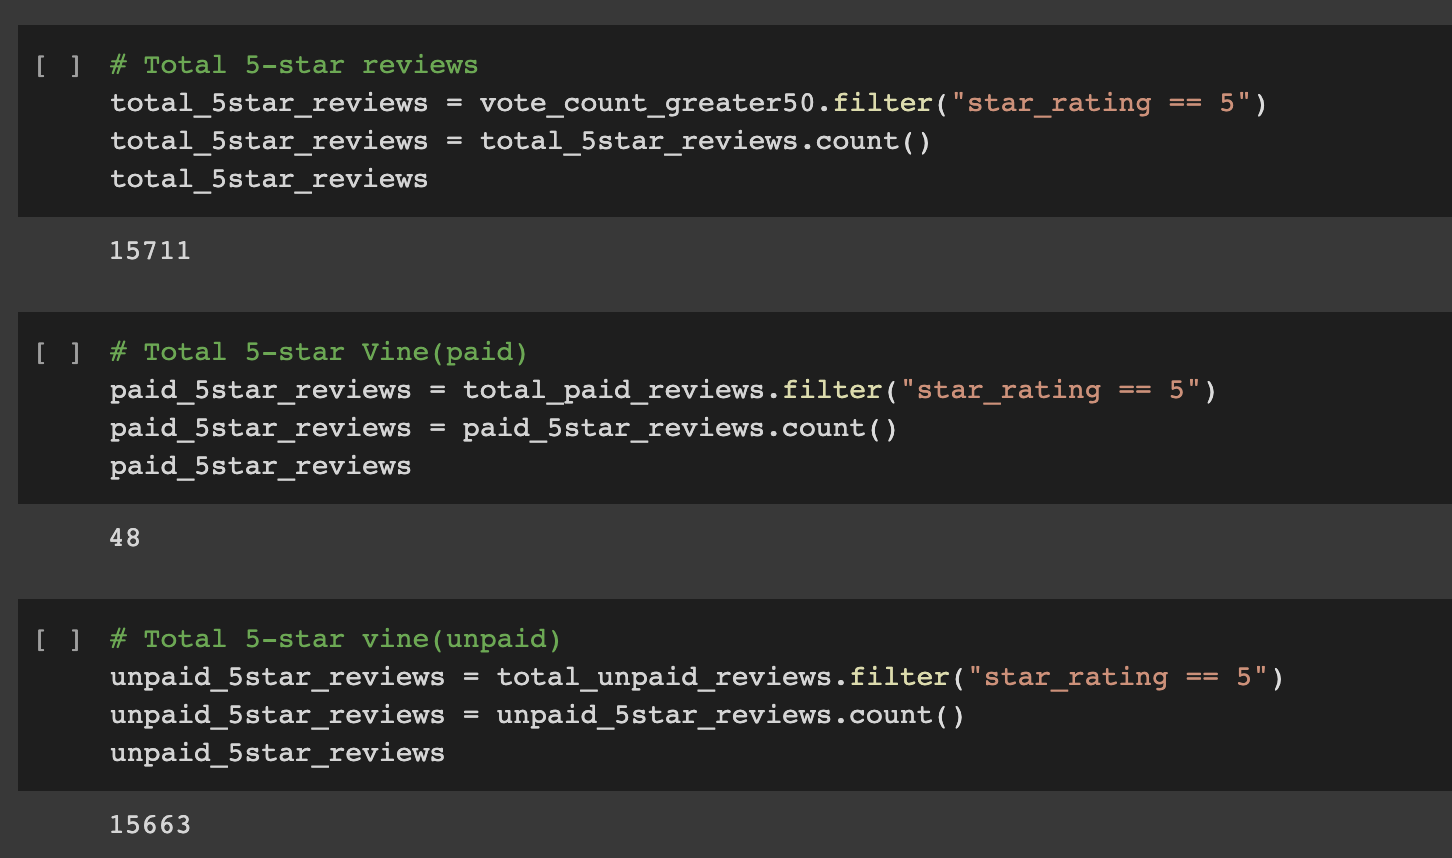 [ ] # Total 5-star reviews
total_5star_reviews = vote_count_greater50.filter("star_rating == 5")
total_5star_reviews = total_5star_reviews.count()
total_5star_reviews
15711
[ ] # Total 5-star Vine(paid)
paid_5star_reviews = total_paid_reviews.filter("star_rating == 5")
paid_5star_reviews = paid_5star_reviews.count()
paid_5star_reviews
48
[ ] # Total 5-star vine(unpaid)
unpaid_5star_reviews = total_unpaid_reviews.filter("star_rating == 5")
unpaid_5star_reviews = unpaid_5star_reviews.count()
unpaid_5star_reviews
15663